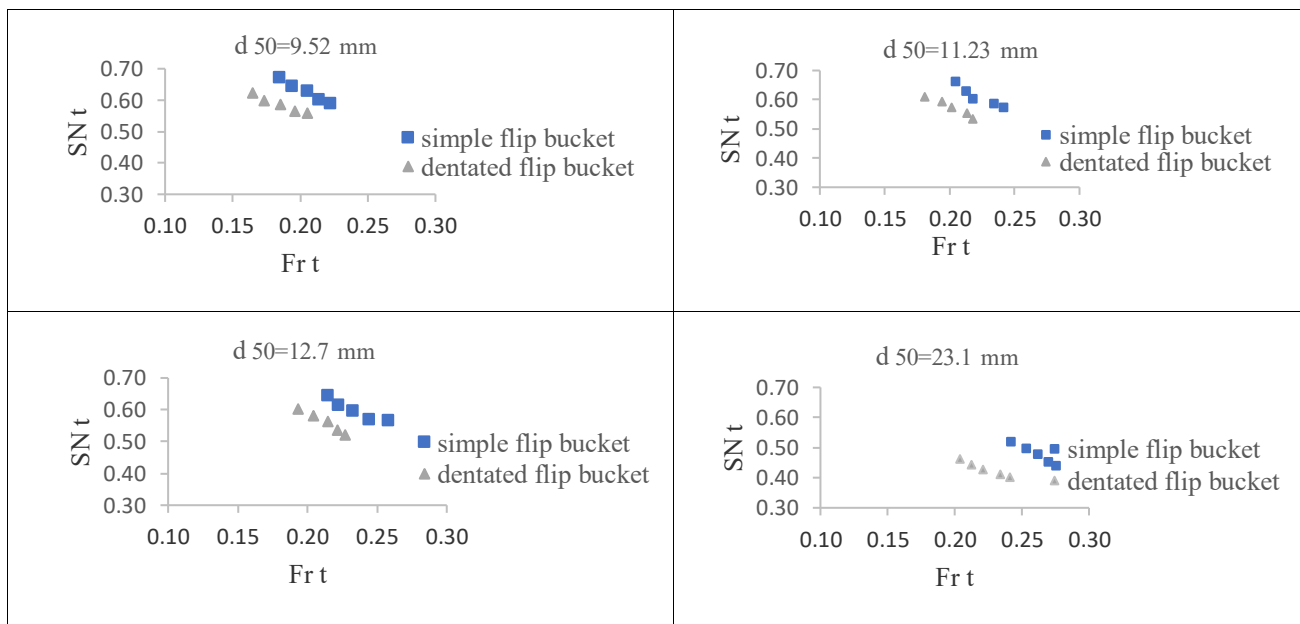 d 50=9.52 mm
SN t
0.70
0.60
0.50
0.40
0.30
0.10 0.15 0.20 0.25 0.30
Fr t
simple flip bucket
dentated flip bucket
d 50=11.23 mm
SN t
0.70
0.60
0.50
0.40
0.30
0.10 0.15 0.20 0.25 0.30
Fr t
simple flip bucket
dentated flip bucket
d 50=12.7 mm
SN t
0.70
0.60
0.50
0.40
0.30
0.10 0.15 0.20 0.25 0.30
Fr t
simple flip bucket
dentated flip bucket
d 50=23.1 mm
SN t
0.70
0.60
0.50
0.40
0.30
0.10 0.15 0.20 0.25 0.30
Fr t
simple flip bucket
dentated flip bucket